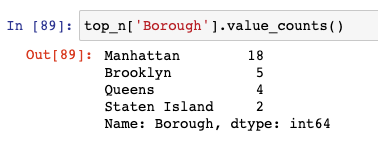 In [89]: top_n['Borough'].value_counts()
Out[89]: Manhattan        18
Brooklyn          5
Queens            4
Staten Island     2
Name: Borough, dtype: int64